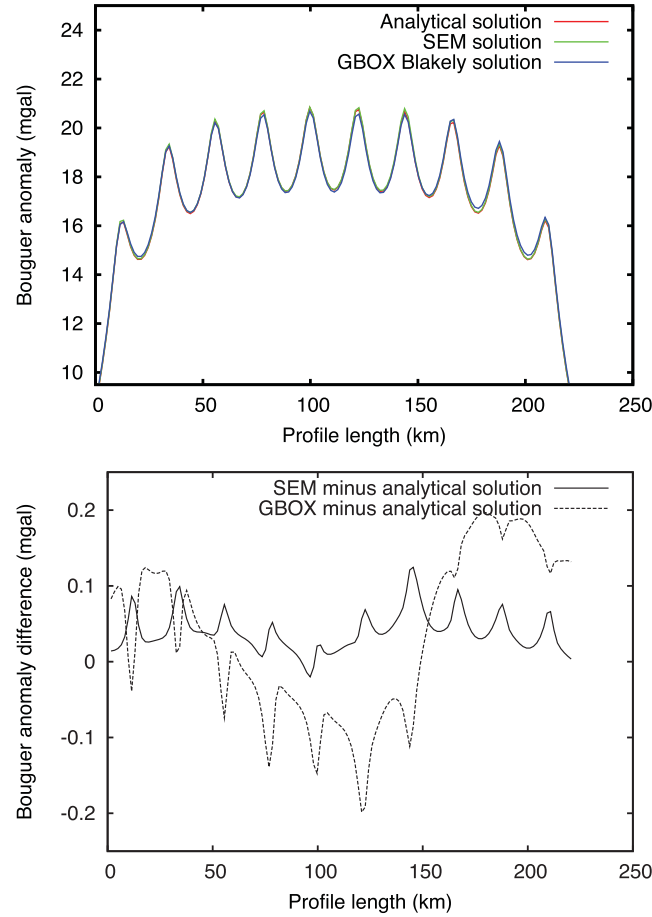 24
22
20
18
16
14
12
10
Bouguer anomaly (mgal)
Analytical solution
SEM solution
GBOX Blakely solution
0 50 100 150 200 250
Profile length (km)
0.2
0.1
0
-0.1
-0.2
Bouguer anomaly difference (mgal)
SEM minus analytical solution
GBOX minus analytical solution
0 50 100 150 200 250
Profile length (km)